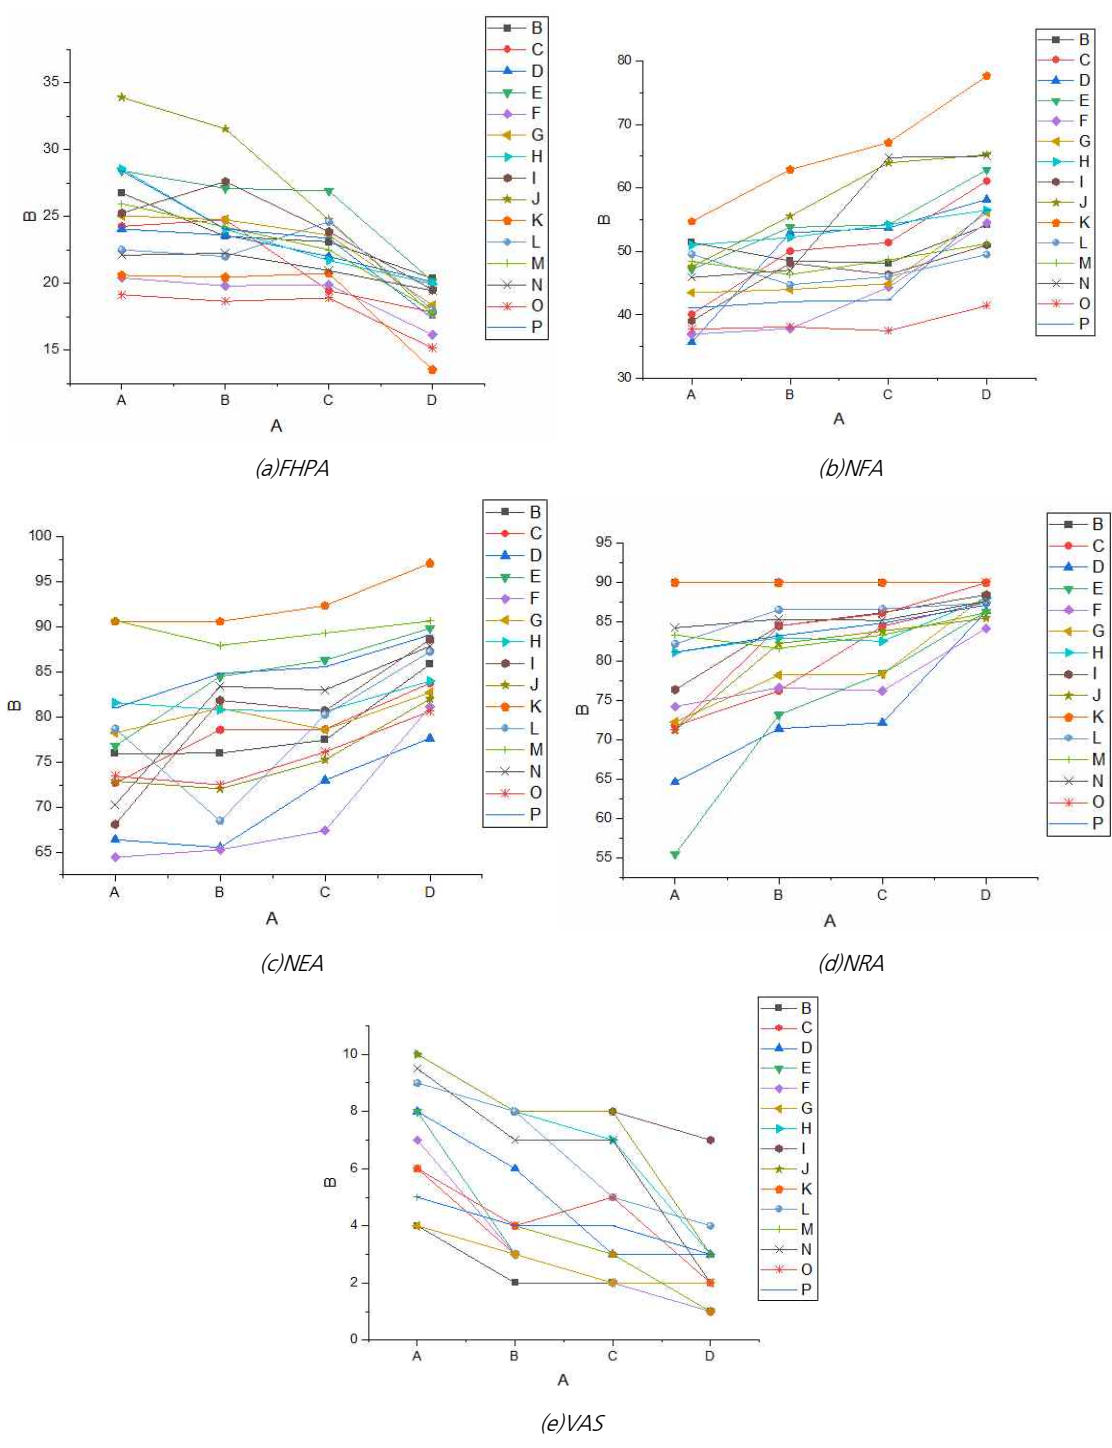 B
C
D
E
F
G
H
I
J
K
L
M
N
O
P
35
30
25
20
15
B
A B C D
A
(a)FHPA
B
C
D
E
F
G
H
I
J
K
L
M
N
O
P
80
70
60
50
40
30
B
A B C D
A
(b)NFA
B
C
D
E
F
G
H
I
J
K
L
M
N
O
P
100
95
90
85
80
75
70
65
B
A B C D
A
(c)NEA
B
C
D
E
F
G
H
I
J
K
L
M
N
O
P
95
90
85
80
75
70
65
60
55
B
A B C D
A
(d)NRA
B
C
D
E
F
G
H
I
J
K
L
M
N
O
P
10
8
6
4
2
0
B
A B C D
A
(e)VAS